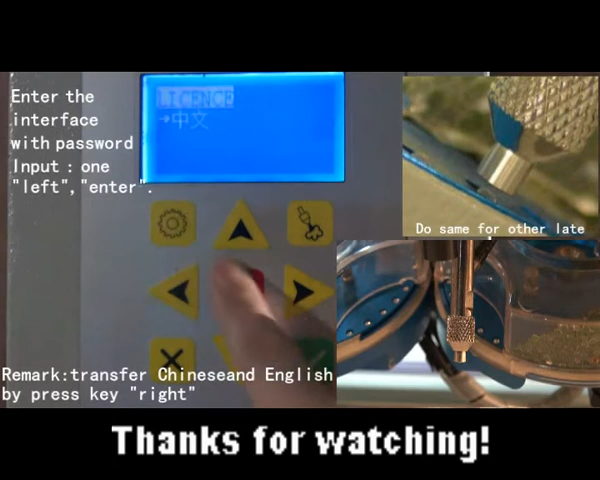 Enter the
interface
with password
Input : one
"left","enter".
LICENCE
→中文
Do same for other late
Remark:transfer Chineseand English
by press key "right"
Thanks for watching!